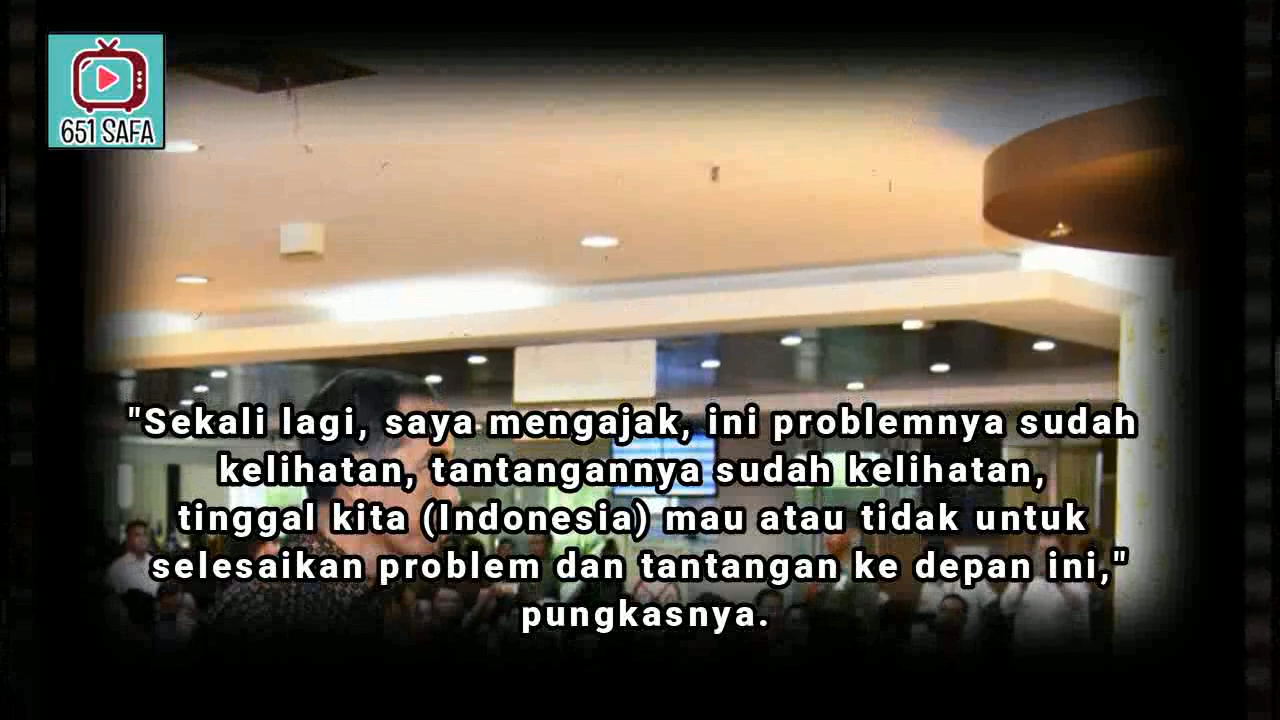 651 SAFA
"Sekali lagi, saya mengajak, ini problemnya sudah
kelihatan, tantangannya sudah kelihatan,
tinggal kita (Indonesia) mau atau tidak untuk
selesaikan problem dan tantangan ke depan ini,"
pungkasnya.